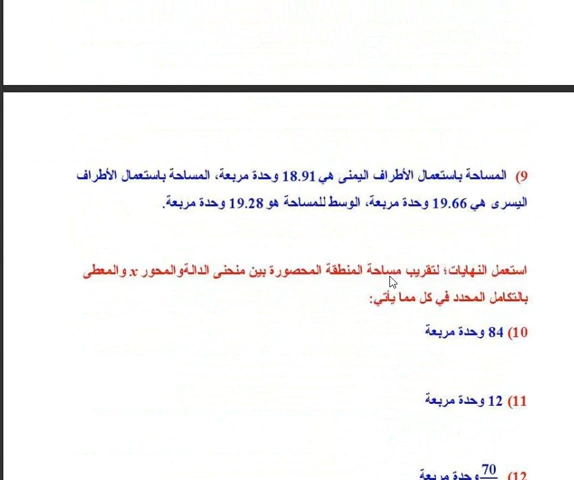 9) المساحة باستعمال الأطراف اليمنى هي 18.91 وحدة مربعة، المساحة باستعمال الأطراف
اليسرى هي 19.66 وحدة مربعة، الوسط للمساحة هو 19.28 وحدة مربعة.
استعمل النهايات؛ لتقريب مساحة المنطقة المحصورة بين منحنى الدالة والمحور x والمعطى
بالتكامل المحدد في كل مما يأتي:
10) 84 وحدة مربعة
11) 12 وحدة مربعة
12) 70 وحدة مربعة